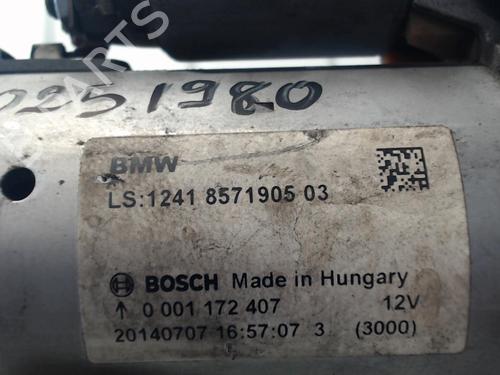 0251980
BMW
LS:1241 8571905 03
BOSCH Made in Hungary
↑ 0 001 172 407 12V
20140707 16:57:07 3 (3000)
PARTS